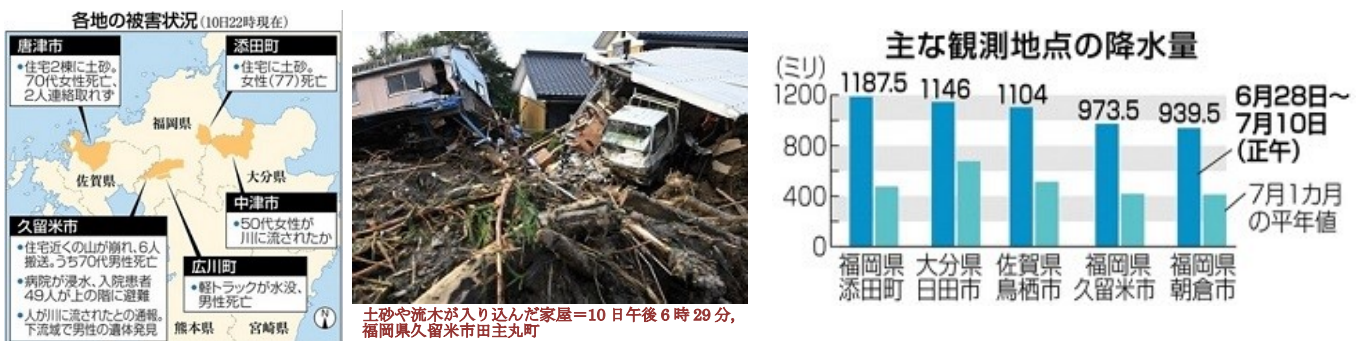 各地の被害状況(10日22時現在)
唐津市
•住宅2棟に土砂。
70代女性死亡、
2人連絡取れず
添田町
•住宅に土砂。
女性(77)死亡
福岡県
佐賀県
大分県
中津市
•50代女性が
川に流されたか
久留米市
•住宅近くの山が崩れ、6人
搬送。うち70代男性死亡
•病院が浸水、入院患者
49人が上の階に避難
•人が川に流されたとの通報。
下流域で男性の遺体発見
広川町
•軽トラックが水没、
男性死亡
熊本県
宮崎県
N
土砂や流木が入り込んだ家屋=10日午後6時29分,
福岡県久留米市田主丸町
主な観測地点の降水量
(ミリ)
1200
800
400
0
1187.5
1146
1104
973.5
939.5
6月28日〜
7月10日
(正午)
7月1カ月
の平年値
福岡県
添田町
大分県
日田市
佐賀県
鳥栖市
福岡県
久留米市
福岡県
朝倉市